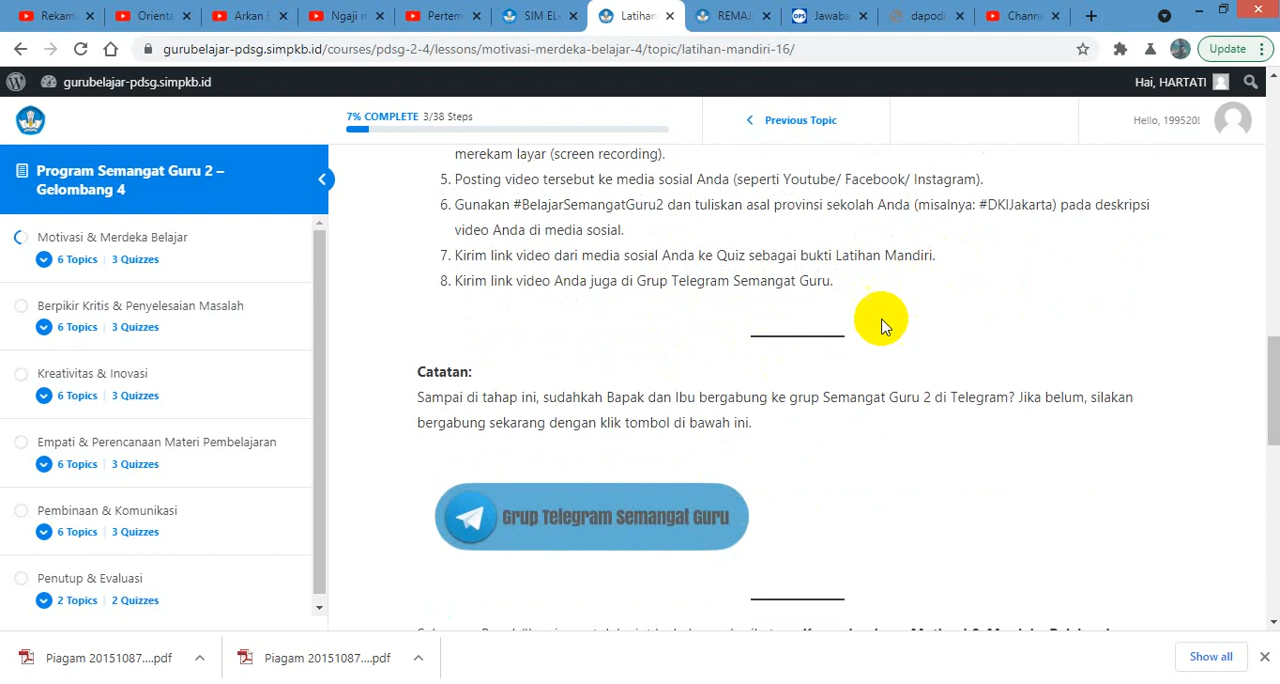 Rekam
Orienta
Arkan B
Ngaji m
Pertem
SIM EL
Latihan
REMAJ
Jawaba
dapodi
Chann
gurubelajar-pdsg.simpkb.id/courses/pdsg-2-4/lessons/motivasi-merdeka-belajar-4/topic/latihan-mandiri-16/
Update
gurubelajar-pdsg.simpkb.id
Hai, HARTATI
7% COMPLETE 3/38 Steps
Previous Topic
Hello, 199520!
Program Semangat Guru 2 –
Gelombang 4
Motivasi & Merdeka Belajar
6 Topics | 3 Quizzes
Berpikir Kritis & Penyelesaian Masalah
6 Topics | 3 Quizzes
Kreativitas & Inovasi
6 Topics | 3 Quizzes
Empati & Perencanaan Materi Pembelajaran
6 Topics | 3 Quizzes
Pembinaan & Komunikasi
6 Topics | 3 Quizzes
Penutup & Evaluasi
2 Topics | 2 Quizzes
merekam layar (screen recording).
5. Posting video tersebut ke media sosial Anda (seperti Youtube/ Facebook/ Instagram).
6. Gunakan #BelajarSemangatGuru2 dan tuliskan asal provinsi sekolah Anda (misalnya: #DKIJakarta) pada deskripsi
video Anda di media sosial.
7. Kirim link video dari media sosial Anda ke Quiz sebagai bukti Latihan Mandiri.
8. Kirim link video Anda juga di Grup Telegram Semangat Guru.
Catatan:
Sampai di tahap ini, sudahkah Bapak dan Ibu bergabung ke grup Semangat Guru 2 di Telegram? Jika belum, silakan
bergabung sekarang dengan klik tombol di bawah ini.
Grup Telegram Semangat Guru
Piagam 20151087....pdf
Piagam 20151087....pdf
Show all